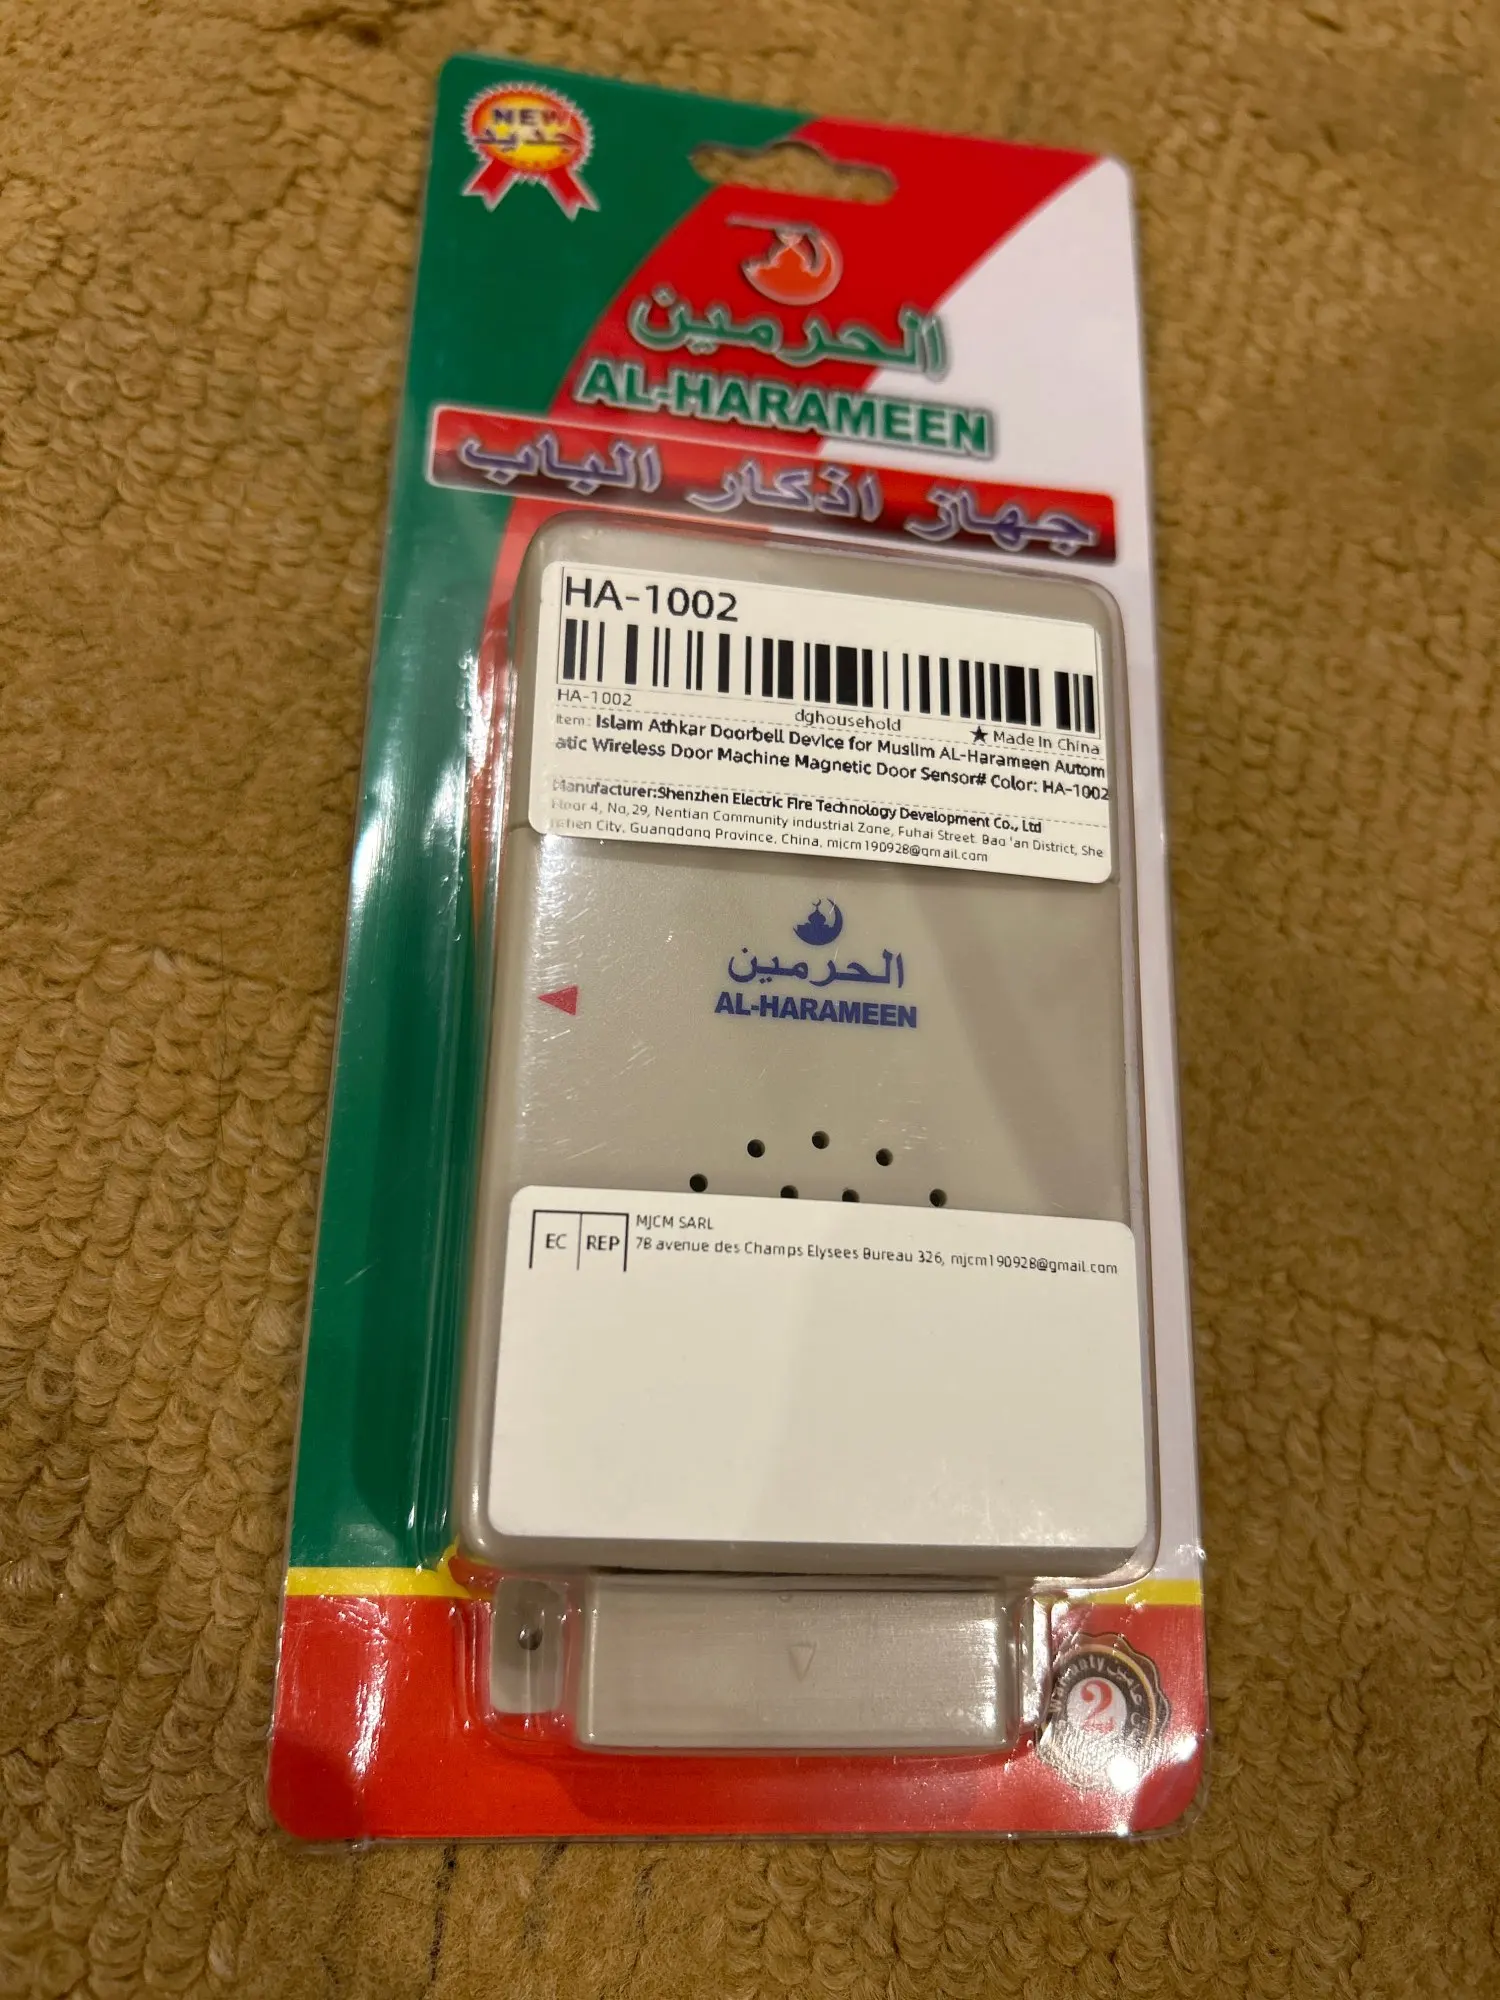 NEW
جديد
الحرمين
AL-HARAMEEN
جهاز اذكار الباب
HA-1002
HA-1002
dghousehold
★ Made In China
Item: Islam Athkar Doorbell Device for Muslim AL-Harameen Autom
atic Wireless Door Machine Magnetic Door Sensor# Color: HA-1002
Manufacturer:Shenzhen Electric Fire Technology Development Co., Ltd
Floor 4, No,29, Nentian Community industrial Zone, Fuhai Street. Bao 'an District, She
City. Guangdong Province, China, mjcm190928@gmail.com
الحرمين
AL-HARAMEEN
EC REP
MJCM SARL
78 avenue des Champs Elysees Bureau 326, mjcm190928@gmail.com
2